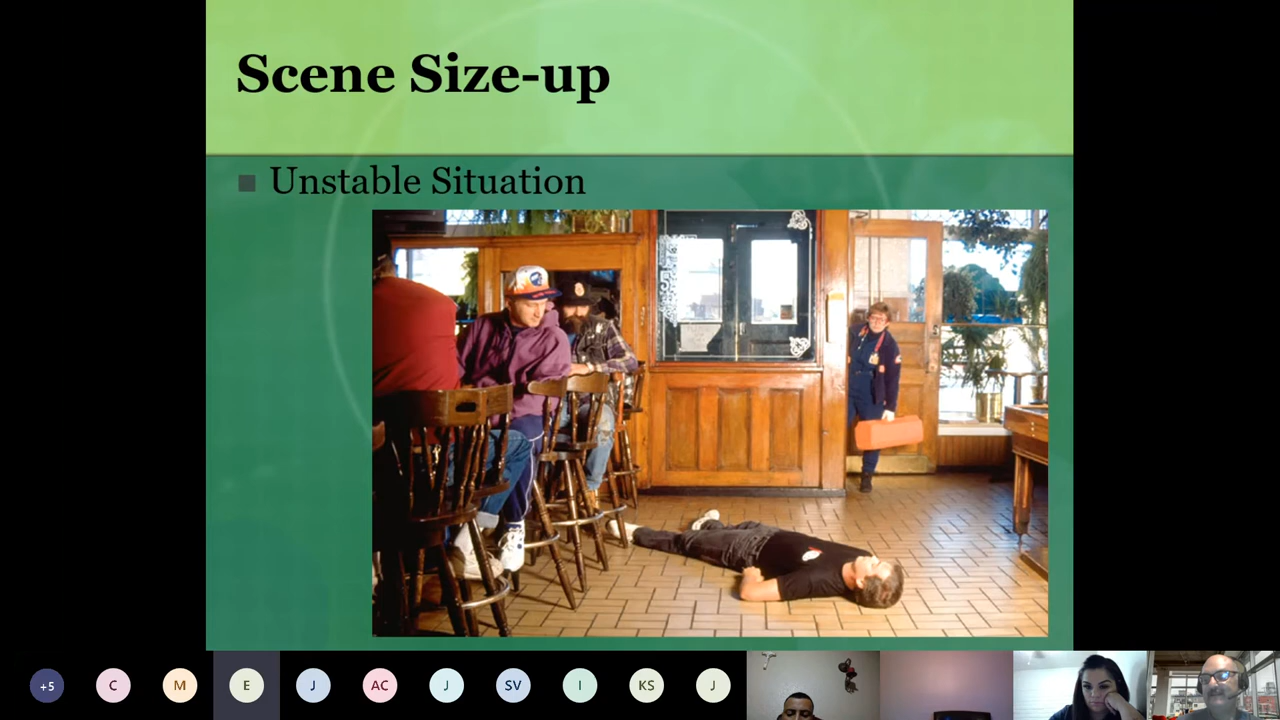 Scene Size-up
Unstable Situation
+5
C
M
E
J
AC
J
SV
I
KS
J